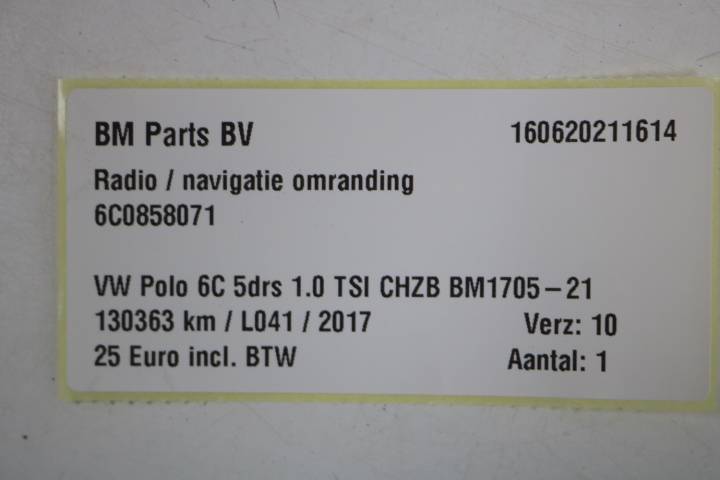 BM Parts BV 160620211614
Radio / navigatie omranding
6C0858071
VW Polo 6C 5drs 1.0 TSI CHZB BM1705-21
130363 km / L041 / 2017 Verz: 10
25 Euro incl. BTW Aantal: 1